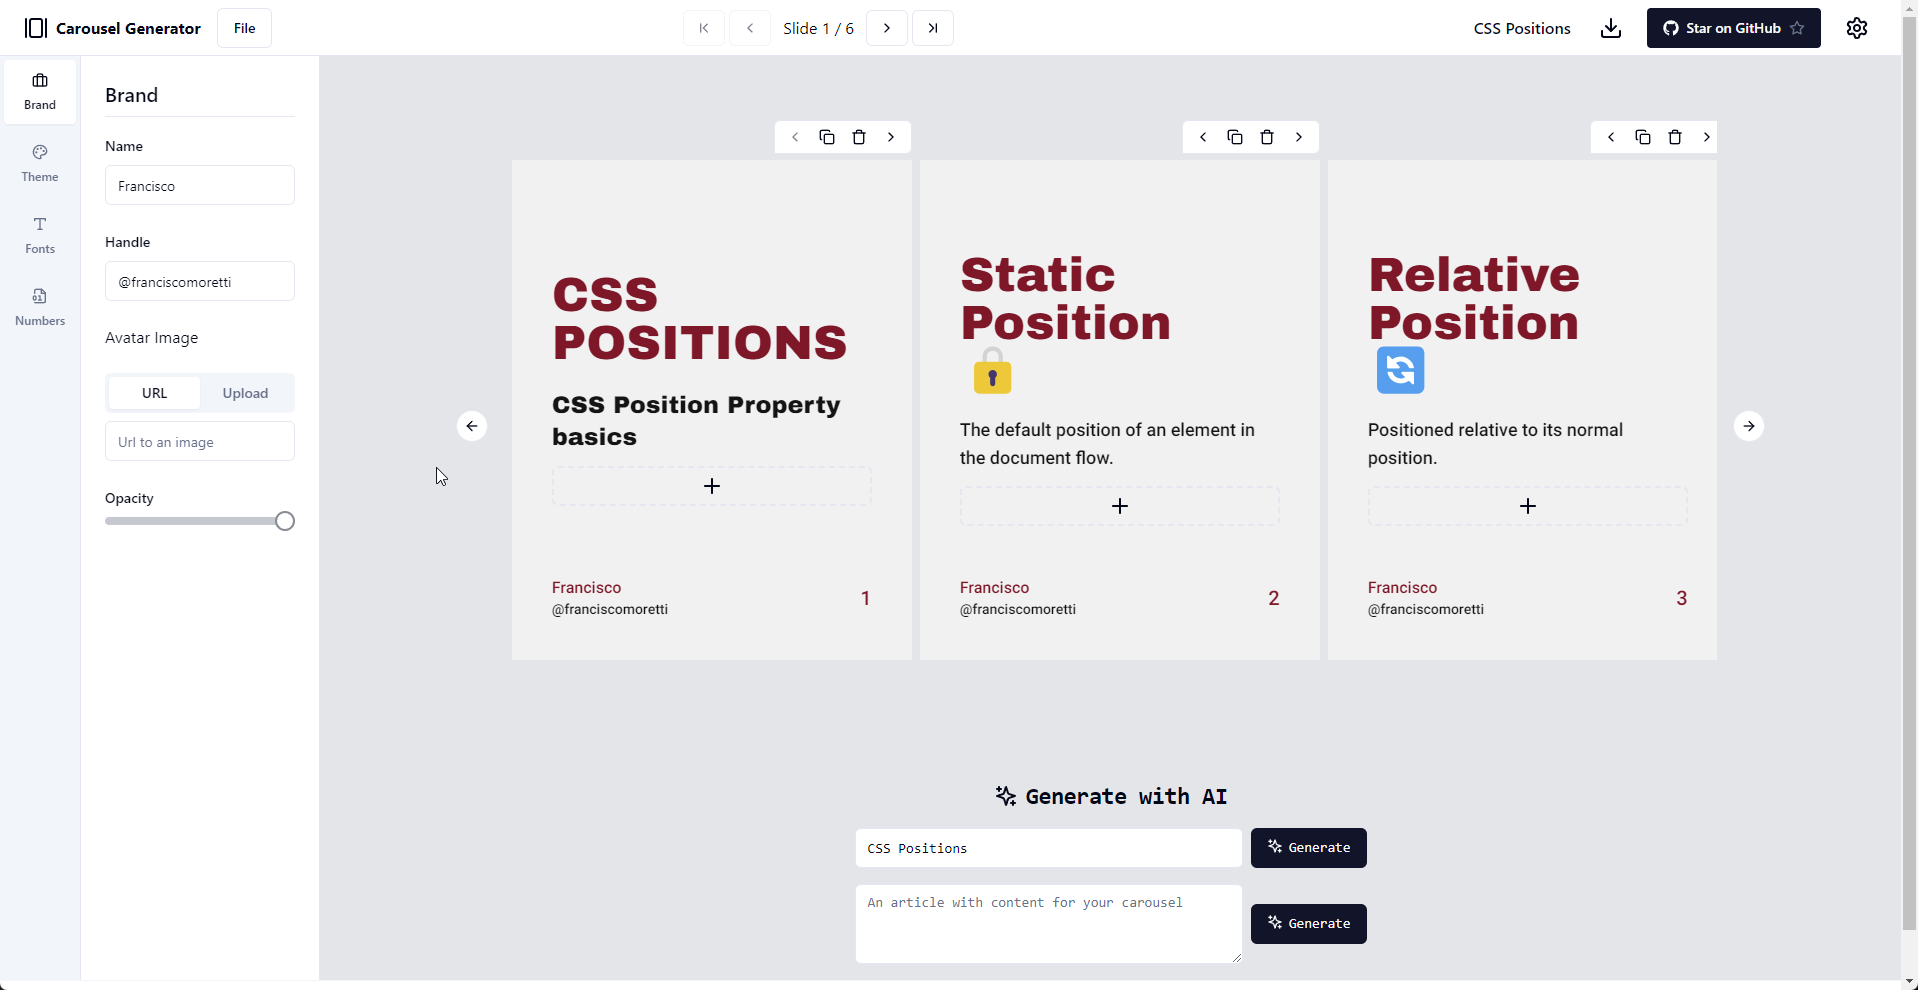 Carousel Generator
File
Slide 1 / 6
CSS Positions
Star on GitHub
Brand
Theme
Fonts
Numbers
Brand
Name
Francisco
Handle
@franciscomoretti
Avatar Image
URL
Upload
Url to an image
Opacity
CSS
POSITIONS
CSS Position Property
basics
Francisco
@franciscomoretti
1
Static
Position
The default position of an element in
the document flow.
Francisco
@franciscomoretti
2
Relative
Position
Positioned relative to its normal
position.
Francisco
@franciscomoretti
3
Generate with AI
CSS Positions
Generate
An article with content for your carousel
Generate